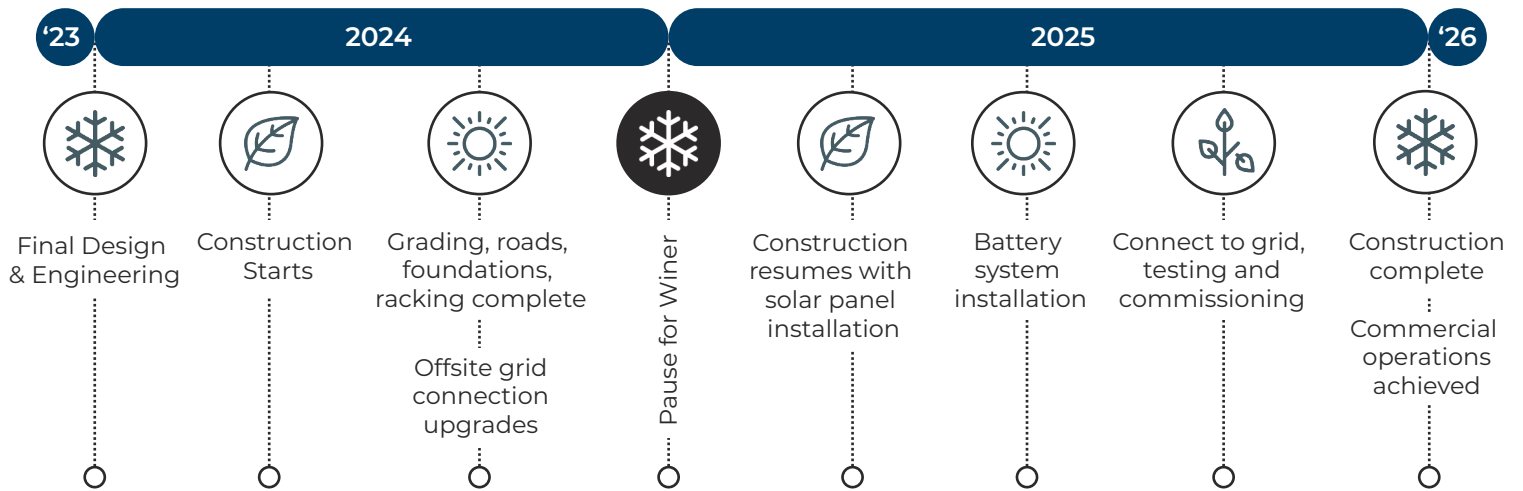 ‘23
2024
2025
‘26
Final Design
& Engineering
Construction
Starts
Grading, roads,
foundations,
racking complete
Offsite grid
connection
upgrades
Pause for Winer
Construction
resumes with
solar panel
installation
Battery
system
installation
Connect to grid,
testing and
commissioning
Construction
complete
Commercial
operations
achieved